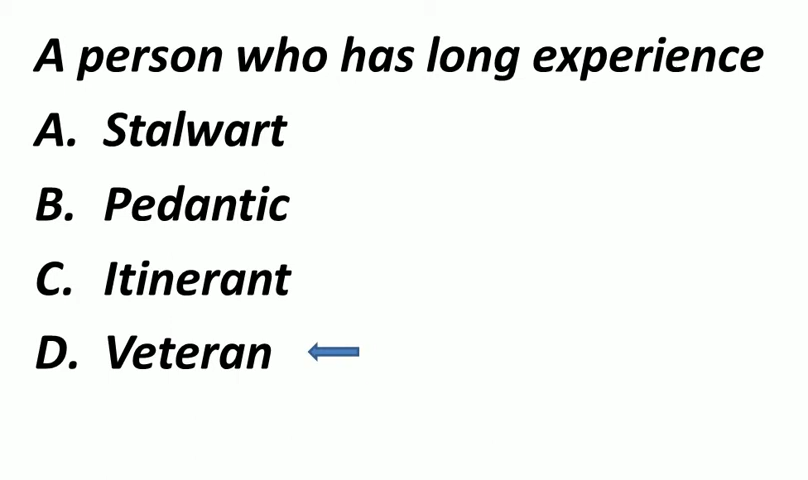 A person who has long experience
A. Stalwart
B. Pedantic
C. Itinerant
D. Veteran